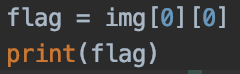 flag = img[0][0]
print(flag)